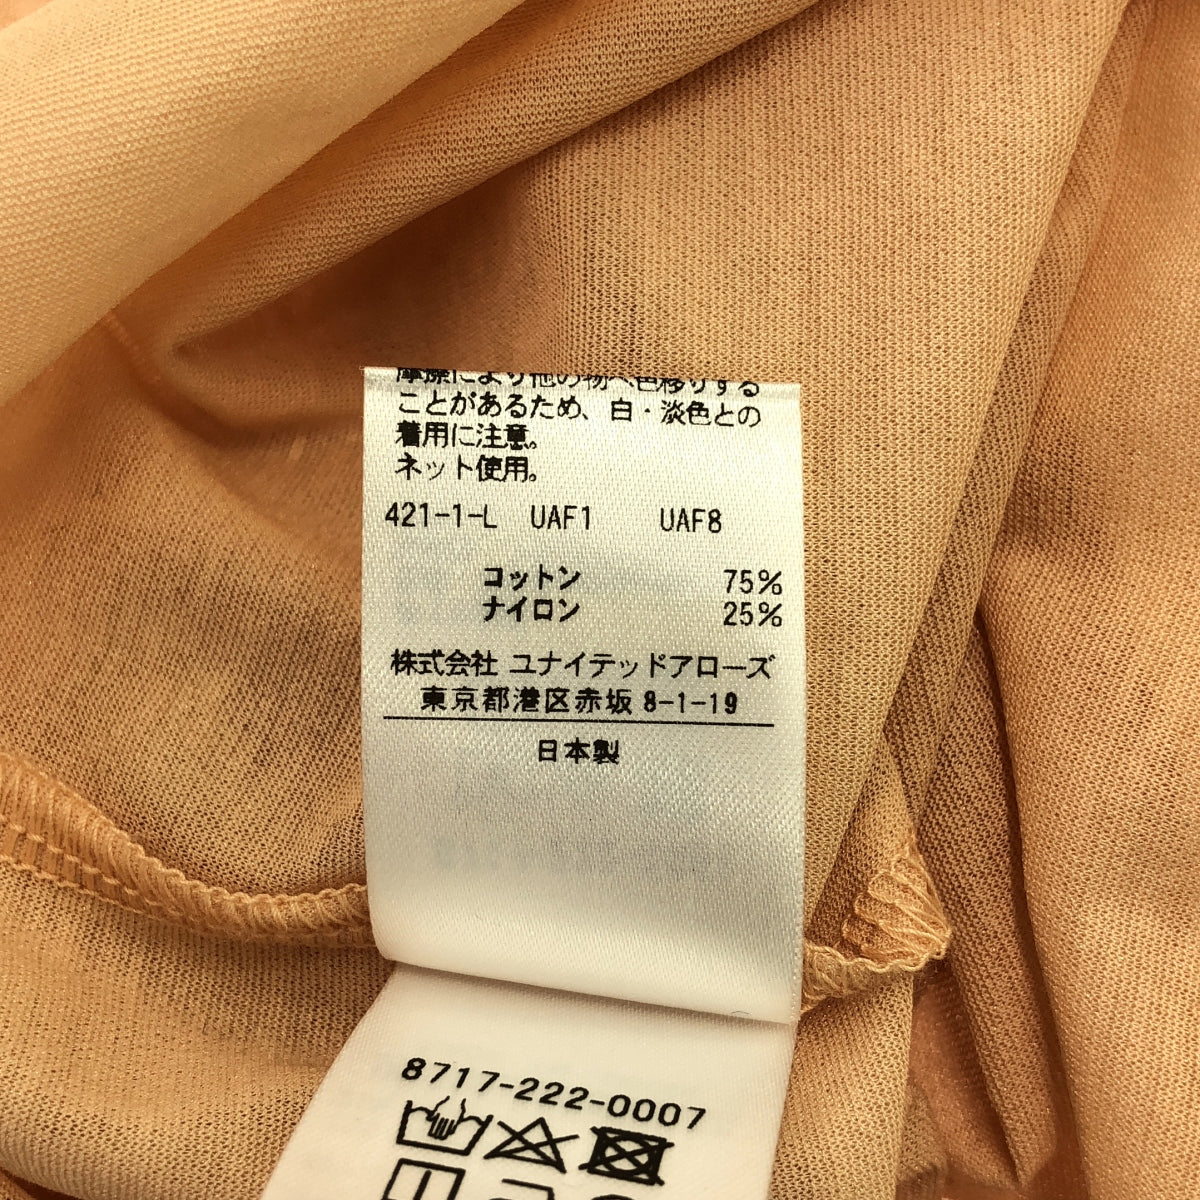 摩擦により他の物へ色移りする
ことがあるため、白・淡色との
着用に注意。
ネット使用。
421-1-L UAF1 UAF8
コットン 75%
ナイロン 25%
株式会社 ユナイテッドアローズ
東京都港区赤坂 8-1-19
日本製
8717-222-0007